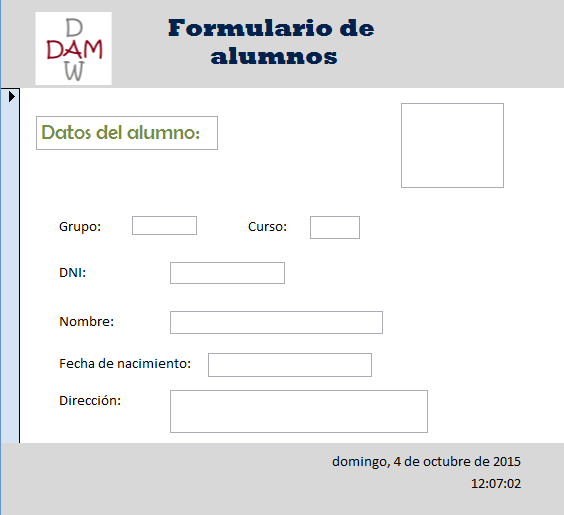 D
DAM
W
Formulario de
alumnos
Datos del alumno:
Grupo:
Curso:
DNI:
Nombre:
Fecha de nacimiento:
Dirección:
domingo, 4 de octubre de 2015
12:07:02